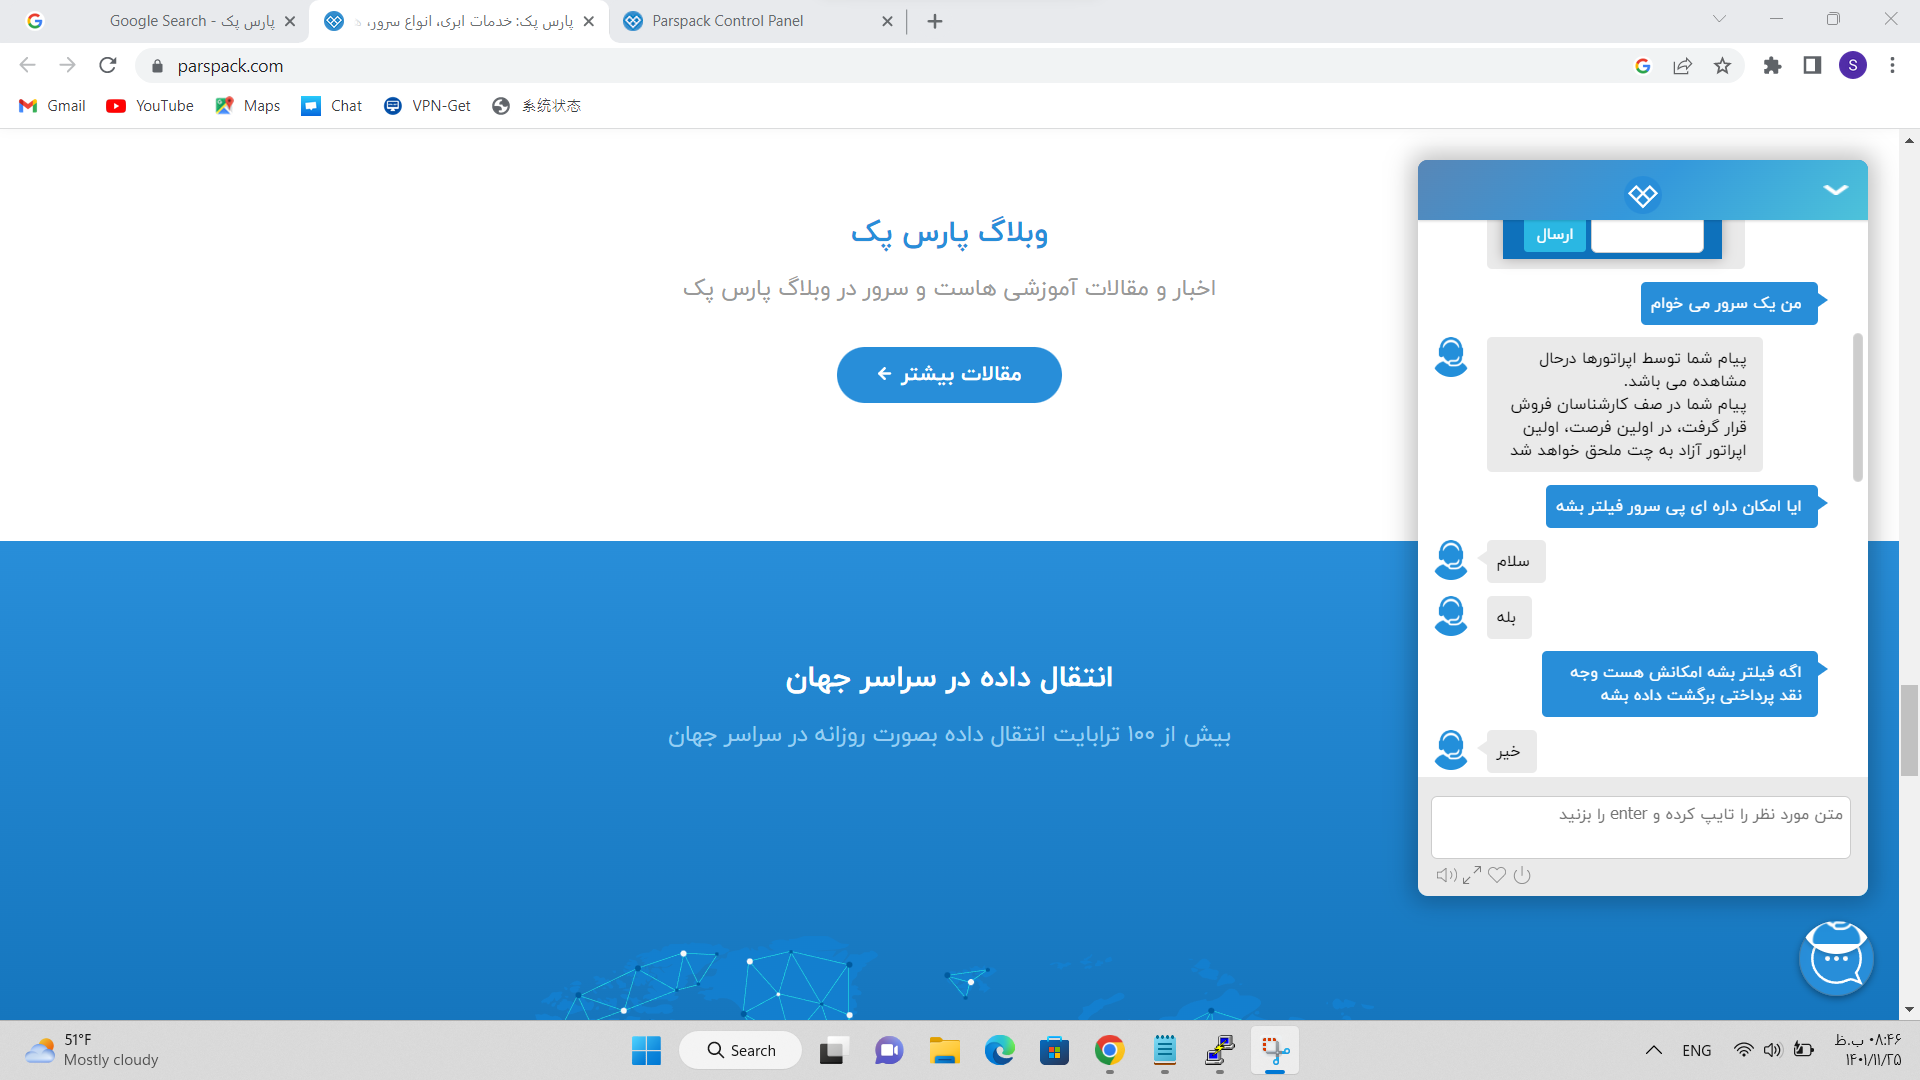 پارس پک - Google Search
پارس پک: خدمات ابری، انواع سرور، د
Parspack Control Panel
parspack.com
S
Gmail
YouTube
Maps
Chat
VPN-Get
系统状态
وبلاگ پارس پک
اخبار و مقالات آموزشی هاست و سرور در وبلاگ پارس پک
مقالات بیشتر
انتقال داده در سراسر جهان
بیش از ۱۰۰ ترابایت انتقال داده بصورت روزانه در سراسر جهان
ارسال
من یک سرور می خوام
پیام شما توسط اپراتورها درحال
مشاهده می باشد.
پیام شما در صف کارشناسان فروش
قرار گرفت، در اولین فرصت، اولین
اپراتور آزاد به چت ملحق خواهد شد
ایا امکان داره ای پی سرور فیلتر بشه
سلام
بله
اگه فیلتر بشه امکانش هست وجه
نقد پرداختی برگشت داده بشه
خیر
متن مورد نظر را تایپ کرده و enter را بزنید
51°F
Mostly cloudy
Search
ENG
۰۸:۴۶ ب.ظ
۱۴۰۱/۱۱/۲۵